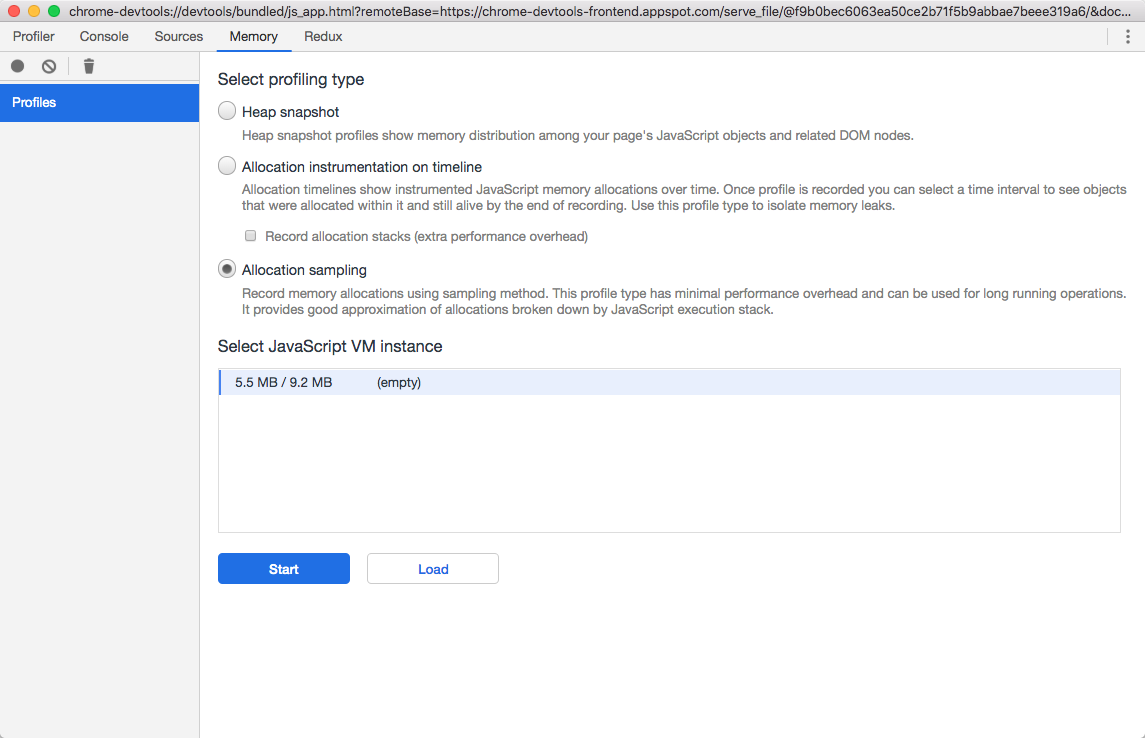 chrome-devtools://devtools/bundled/js_app.html?remoteBase=https://chrome-devtools-frontend.appspot.com/serve_file/@f9b0bec6063ea50ce2b71f5b9abbae7beee319a6/&doc...
Profiler Console Sources Memory Redux
Profiles
Select profiling type
Heap snapshot
Heap snapshot profiles show memory distribution among your page's JavaScript objects and related DOM nodes.
Allocation instrumentation on timeline
Allocation timelines show instrumented JavaScript memory allocations over time. Once profile is recorded you can select a time interval to see objects
that were allocated within it and still alive by the end of recording. Use this profile type to isolate memory leaks.
Record allocation stacks (extra performance overhead)
Allocation sampling
Record memory allocations using sampling method. This profile type has minimal performance overhead and can be used for long running operations.
It provides good approximation of allocations broken down by JavaScript execution stack.
Select JavaScript VM instance
5.5 MB / 9.2 MB (empty)
Start Load